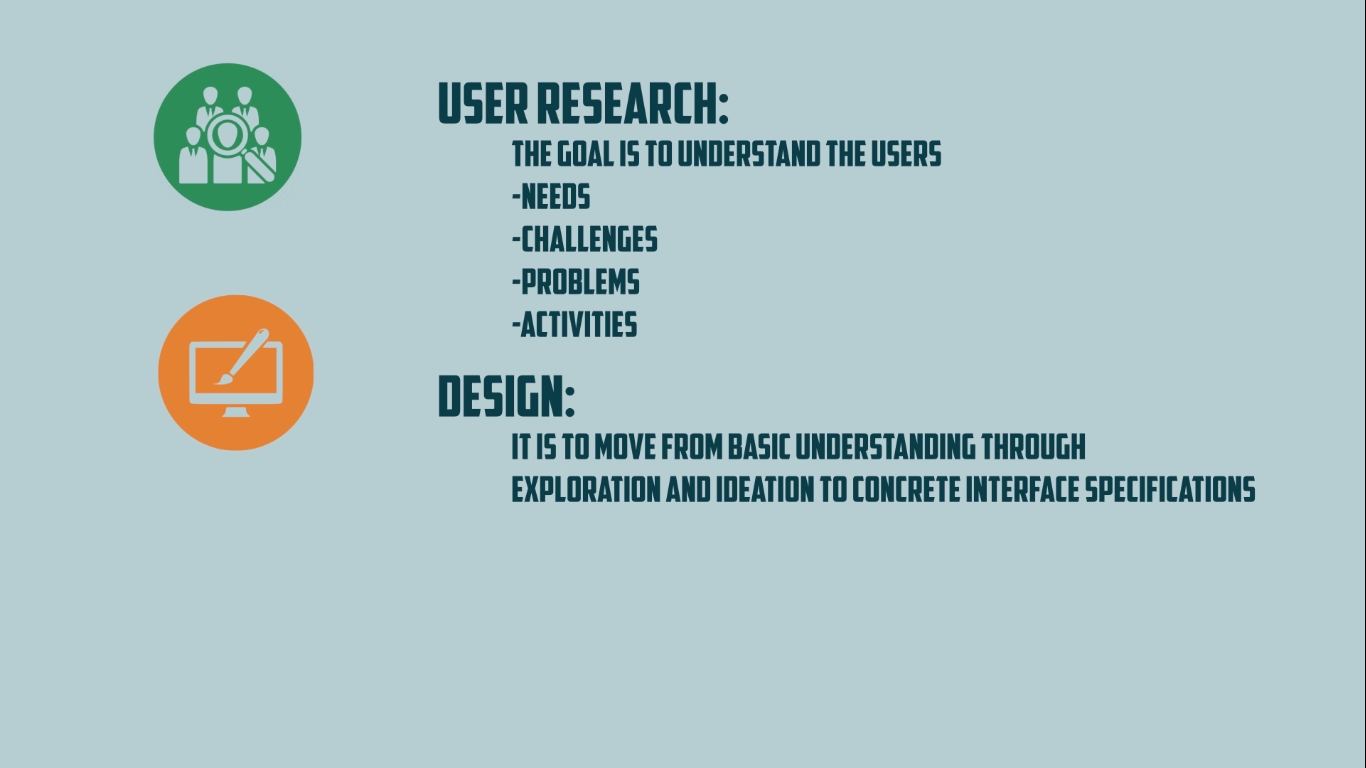 USER RESEARCH:
THE GOAL IS TO UNDERSTAND THE USERS
-NEEDS
-CHALLENGES
-PROBLEMS
-ACTIVITIES
DESIGN:
IT IS TO MOVE FROM BASIC UNDERSTANDING THROUGH
EXPLORATION AND IDEATION TO CONCRETE INTERFACE SPECIFICATIONS